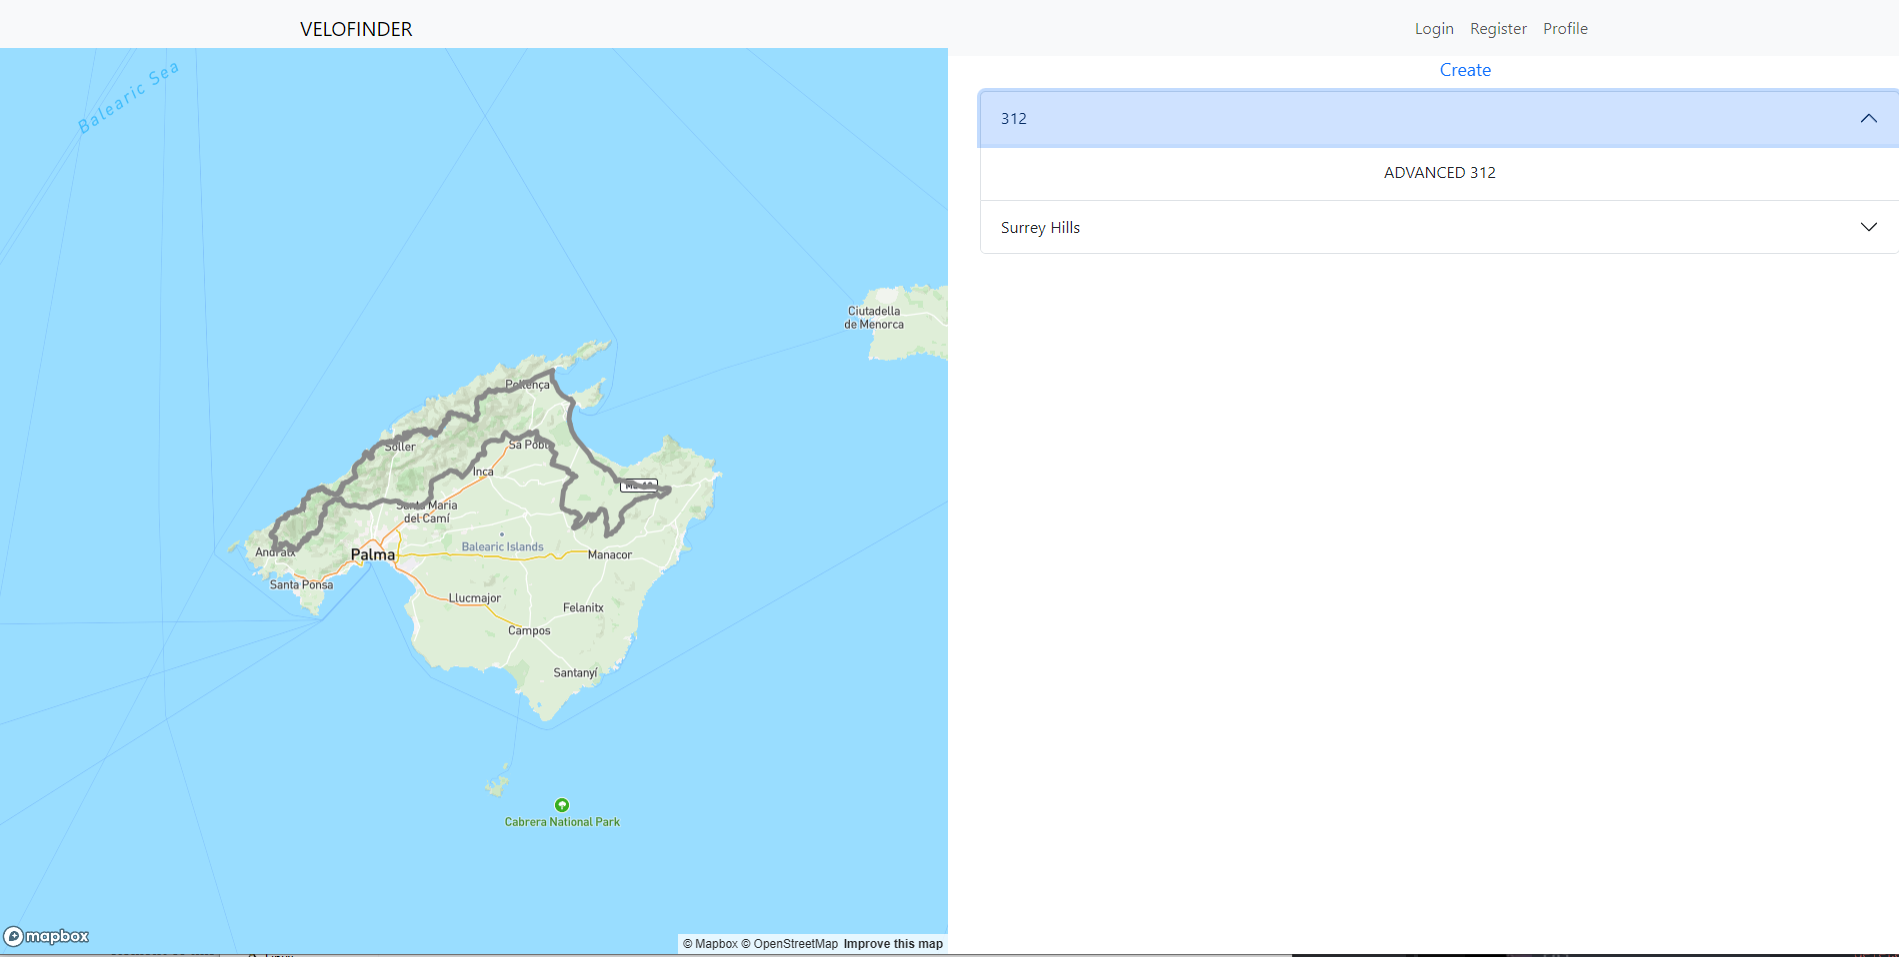 VELOFINDER
Login Register Profile
Create
312
ADVANCED 312
Surrey Hills
Balearic Sea
Ciutadella
de Menorca
Pollença
Sóller
Sa Pobla
Inca
Santa Maria
del Camí
Balearic Islands
Andratx
Palma
Manacor
Santa Ponsa
Llucmajor
Felanitx
Campos
Santanyí
Cabrera National Park
mapbox
© Mapbox © OpenStreetMap Improve this map